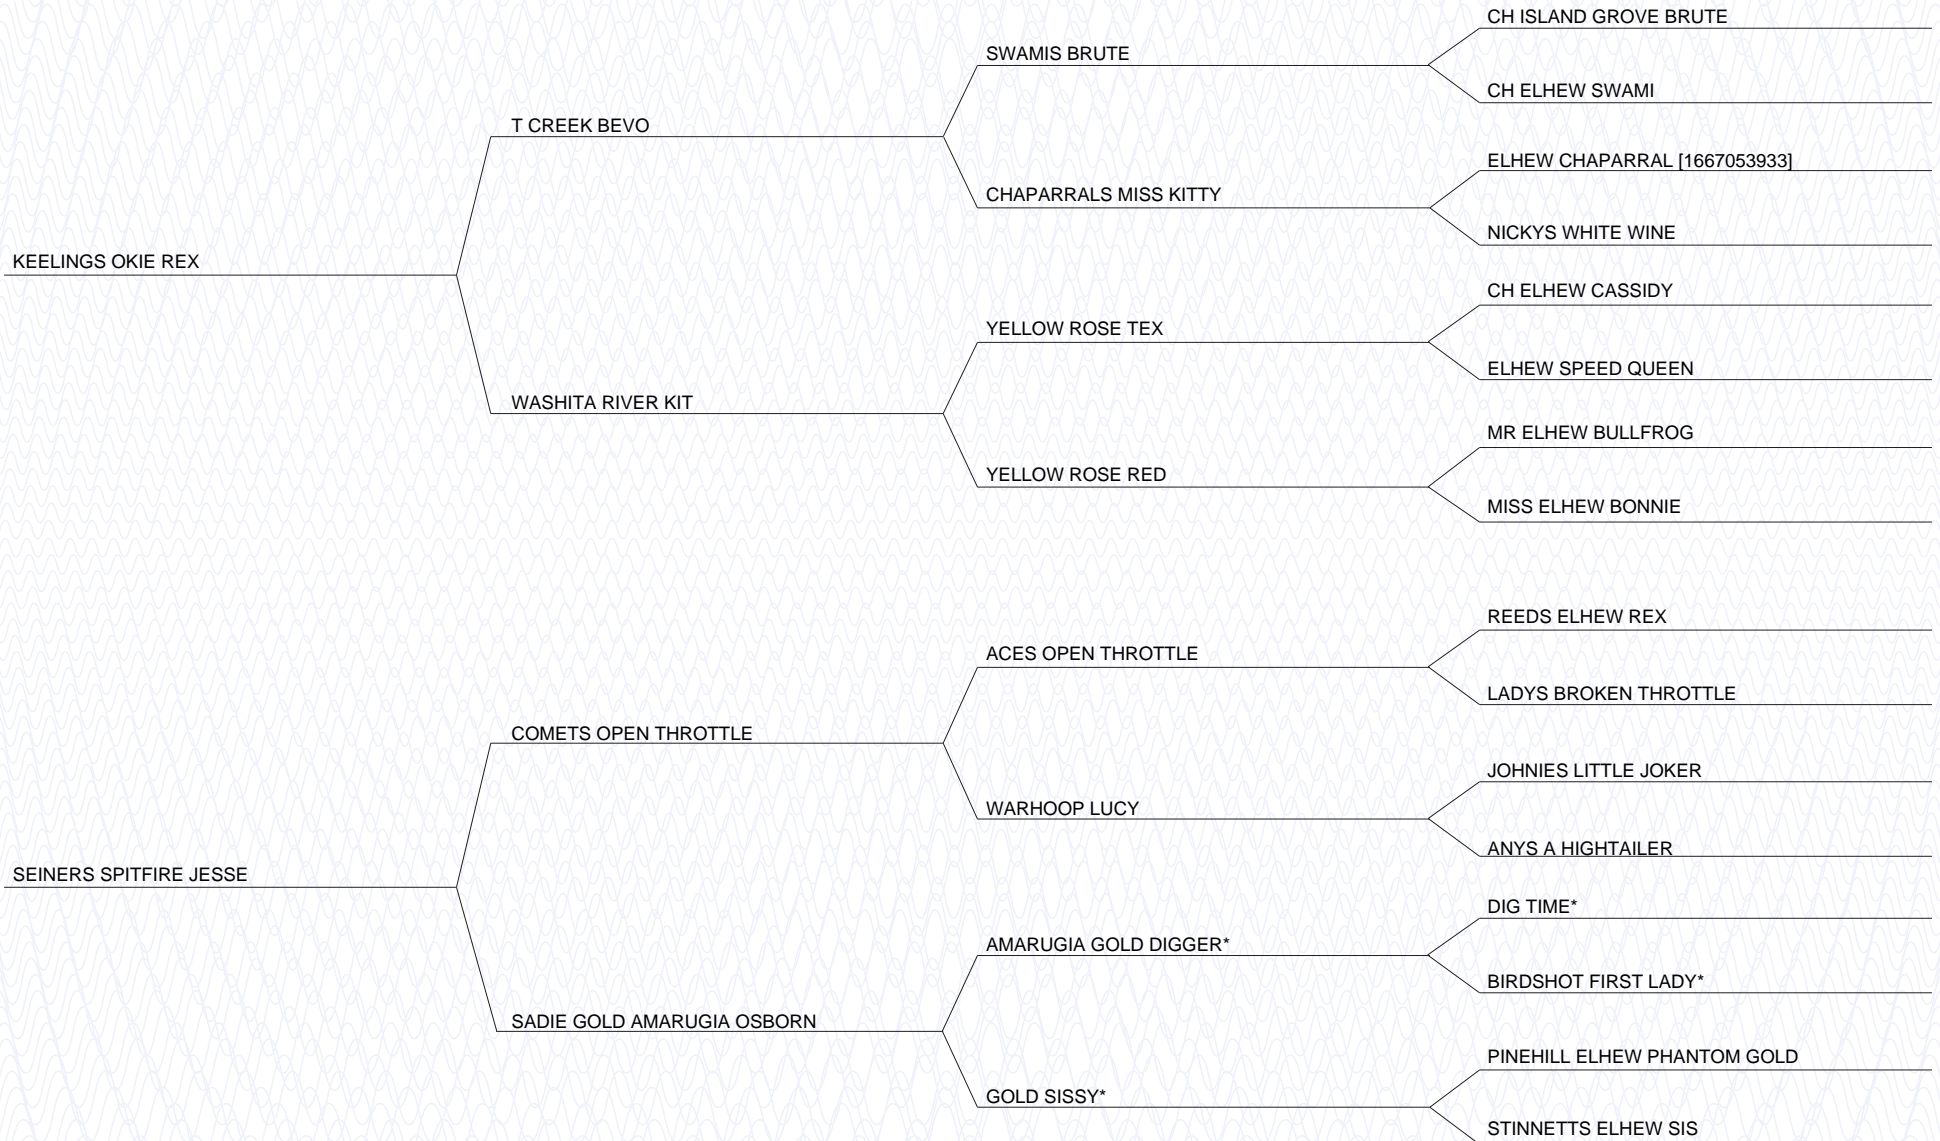 CH ISLAND GROVE BRUTE
SWAMIS BRUTE
CH ELHEW SWAMI
T CREEK BEVO
ELHEW CHAPARRAL [1667053933]
CHAPARRALS MISS KITTY
NICKYS WHITE WINE
KEELINGS OKIE REX
CH ELHEW CASSIDY
YELLOW ROSE TEX
ELHEW SPEED QUEEN
WASHITA RIVER KIT
MR ELHEW BULLFROG
YELLOW ROSE RED
MISS ELHEW BONNIE
REEDS ELHEW REX
ACES OPEN THROTTLE
LADYS BROKEN THROTTLE
COMETS OPEN THROTTLE
JOHNIES LITTLE JOKER
WARHOOP LUCY
ANYS A HIGHTAILER
SEINERS SPITFIRE JESSE
DIG TIME*
AMARUGIA GOLD DIGGER*
BIRDSHOT FIRST LADY*
SADIE GOLD AMARUGIA OSBORN
PINEHILL ELHEW PHANTOM GOLD
GOLD SISSY*
STINNETTS ELHEW SIS